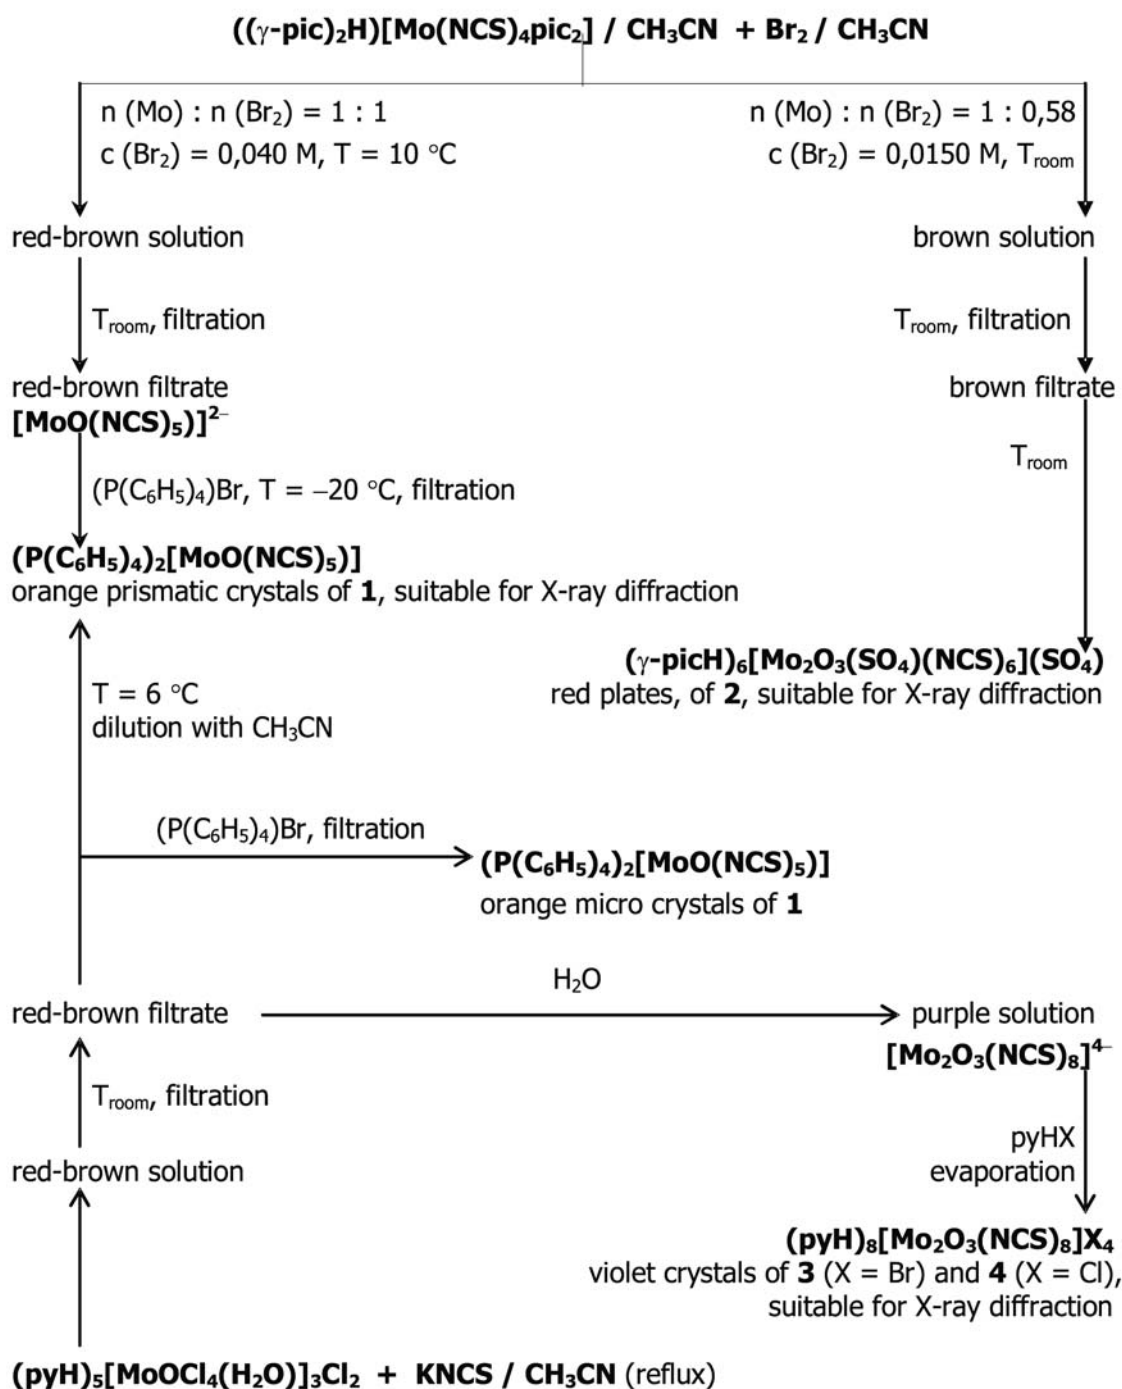 ((γ-pic)₂H)[Mo(NCS)₄pic₂] / CH₃CN + Br₂ / CH₃CN
n (Mo) : n (Br₂) = 1 : 1
c (Br₂) = 0,040 M, T = 10 °C
n (Mo) : n (Br₂) = 1 : 0,58
c (Br₂) = 0,0150 M, Tᵣₒₒₘ
red-brown solution
brown solution
Tᵣₒₒₘ, filtration
Tᵣₒₒₘ, filtration
red-brown filtrate
[MoO(NCS)₅)]²⁻
brown filtrate
Tᵣₒₒₘ
(P(C₆H₅)₄)Br, T = –20 °C, filtration
(P(C₆H₅)₄)₂[MoO(NCS)₅)]
orange prismatic crystals of 1, suitable for X-ray diffraction
(γ-picH)₆[Mo₂O₃(SO₄)(NCS)₆](SO₄)
red plates, of 2, suitable for X-ray diffraction
T = 6 °C
dilution with CH₃CN
(P(C₆H₅)₄)Br, filtration
(P(C₆H₅)₄)₂[MoO(NCS)₅)]
orange micro crystals of 1
H₂O
red-brown filtrate
purple solution
[Mo₂O₃(NCS)₈]⁴⁻
Tᵣₒₒₘ, filtration
pyHX
evaporation
red-brown solution
(pyH)₈[Mo₂O₃(NCS)₈]X₄
violet crystals of 3 (X = Br) and 4 (X = Cl),
suitable for X-ray diffraction
(pyH)₅[MoOCl₄(H₂O)]₃Cl₂ + KNCS / CH₃CN (reflux)